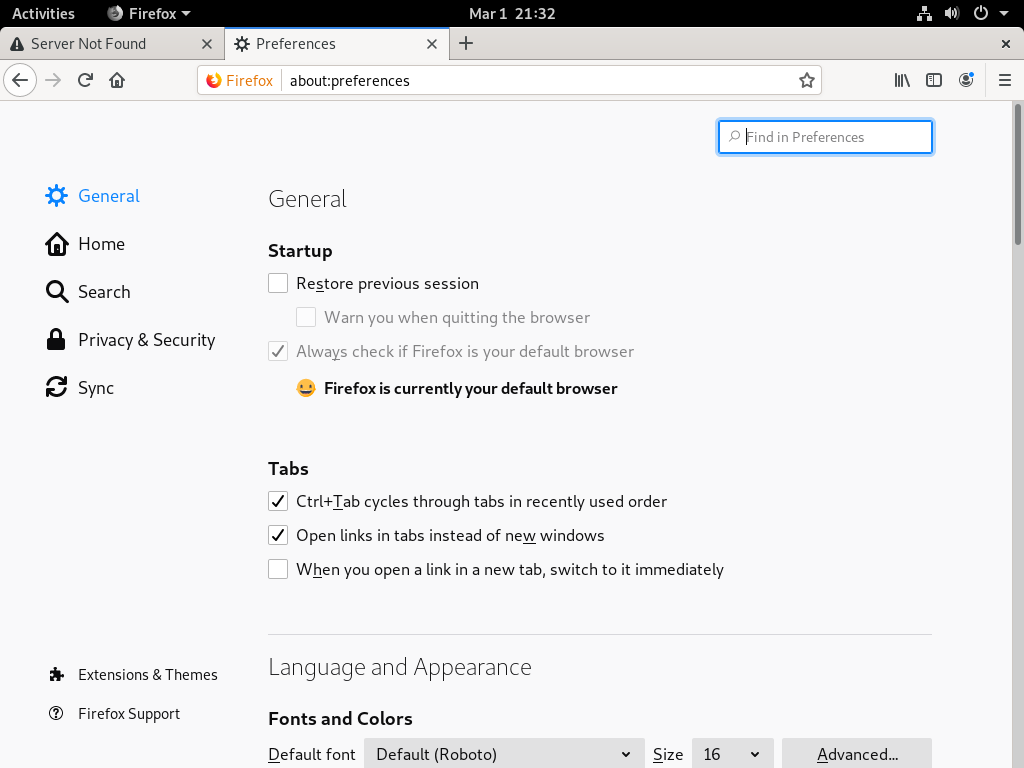 Activities Firefox Mar 1 21:32
Server Not Found Preferences
Firefox about:preferences
Find in Preferences
General
Home
Search
Privacy & Security
Sync
Extensions & Themes
Firefox Support
General
Startup
Restore previous session
Warn you when quitting the browser
Always check if Firefox is your default browser
Firefox is currently your default browser
Tabs
Ctrl+Tab cycles through tabs in recently used order
Open links in tabs instead of new windows
When you open a link in a new tab, switch to it immediately
Language and Appearance
Fonts and Colors
Default font Default (Roboto) Size 16 Advanced...